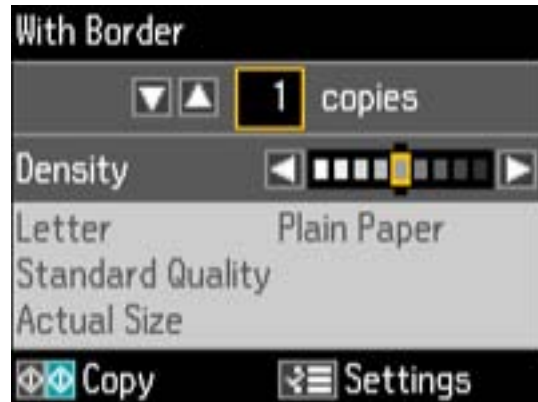 With Border
1 copies
Density
Letter Plain Paper
Standard Quality
Actual Size
Copy Settings